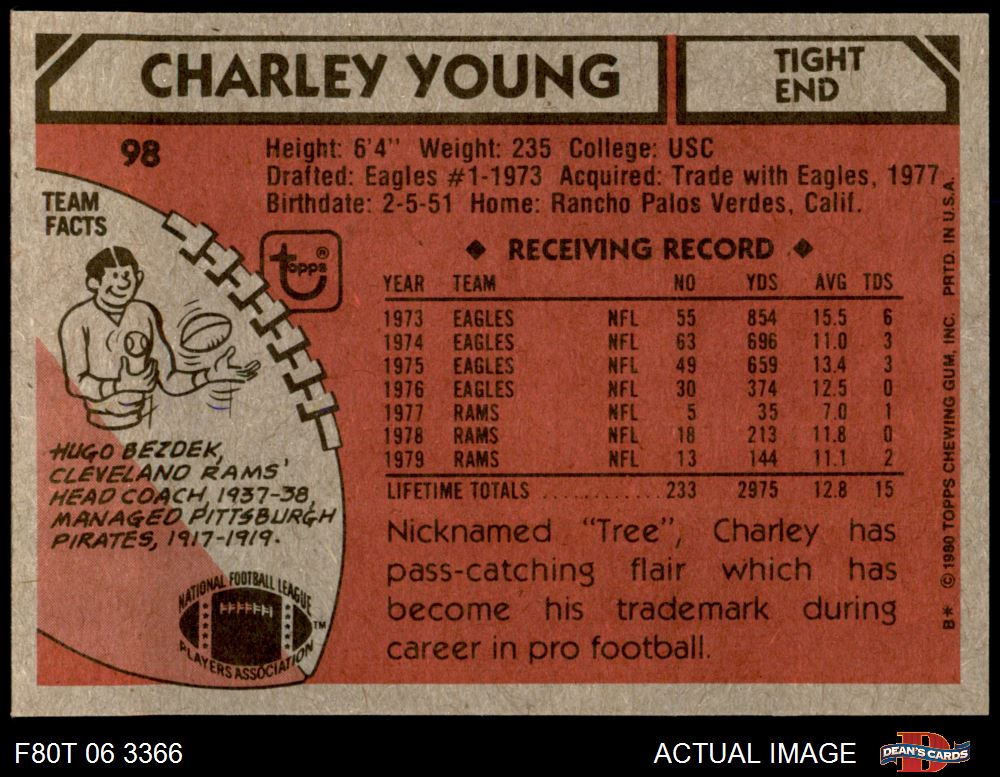 CHARLEY YOUNG
TIGHT
END
98
Height: 6'4" Weight: 235 College: USC
Drafted: Eagles #1-1973 Acquired: Trade with Eagles, 1977.
Birthdate: 2-5-51 Home: Rancho Palos Verdes, Calif.
TEAM
FACTS
topps®
HUGO BEZDEK,
CLEVELAND RAMS'
HEAD COACH, 1937-38,
MANAGED PITTSBURGH
PIRATES, 1917-1919.
NATIONAL FOOTBALL LEAGUE
PLAYERS ASSOCIATION
TM
◆ RECEIVING RECORD ◆
YEAR TEAM NO YDS AVG TDS
1973 EAGLES NFL 55 854 15.5 6
1974 EAGLES NFL 63 696 11.0 3
1975 EAGLES NFL 49 659 13.4 3
1976 EAGLES NFL 30 374 12.5 0
1977 RAMS NFL 5 35 7.0 1
1978 RAMS NFL 18 213 11.8 0
1979 RAMS NFL 13 144 11.1 2
LIFETIME TOTALS ............ 233 2975 12.8 15
Nicknamed "Tree", Charley has
pass-catching flair which has
become his trademark during
career in pro football.
B* © 1980 TOPPS CHEWING GUM, INC. PRTD. IN U.S.A.
F80T 06 3366
ACTUAL IMAGE
DEAN'S CARDS